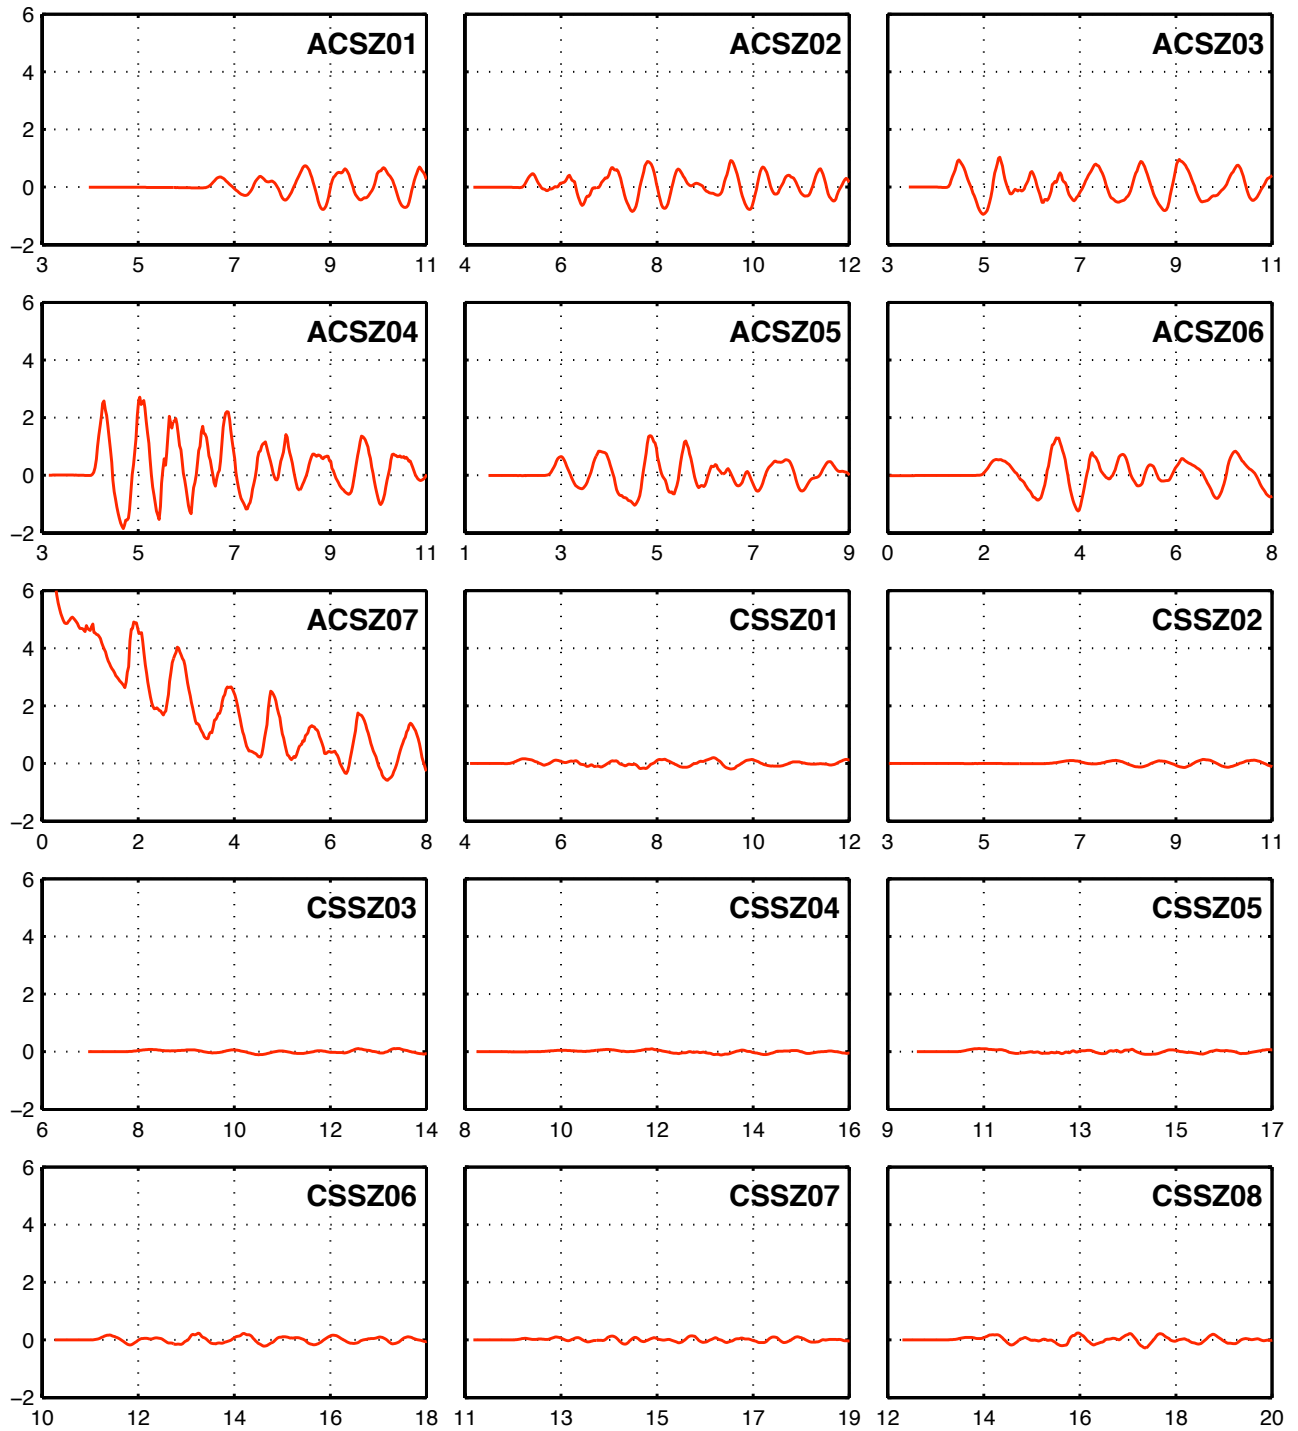 6
4
2
0
−2
ACSZ01
3 5 7 9 11
ACSZ02
4 6 8 10 12
ACSZ03
3 5 7 9 11
6
4
2
0
−2
ACSZ04
3 5 7 9 11
ACSZ05
1 3 5 7 9
ACSZ06
0 2 4 6 8
6
4
2
0
−2
ACSZ07
0 2 4 6 8
CSSZ01
4 6 8 10 12
CSSZ02
3 5 7 9 11
6
4
2
0
−2
CSSZ03
6 8 10 12 14
CSSZ04
8 10 12 14 16
CSSZ05
9 11 13 15 17
6
4
2
0
−2
CSSZ06
10 12 14 16 18
CSSZ07
11 13 15 17 19
CSSZ08
12 14 16 18 20